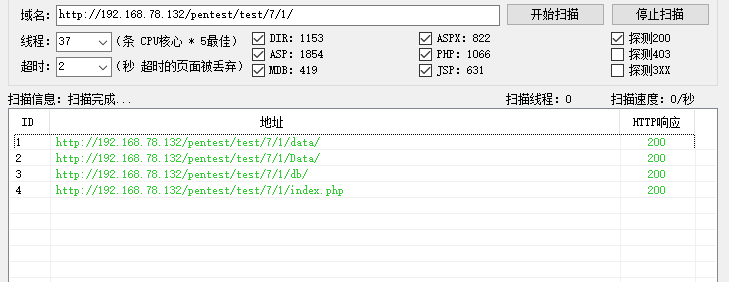 域名: http://192.168.78.132/pentest/test/7/1/ 开始扫描 停止扫描
线程: 37 (条 CPU核心 * 5最佳) DIR: 1153 ASPX: 822 探测200
ASP: 1854 PHP: 1066 探测403
超时: 2 (秒 超时的页面被丢弃) MDB: 419 JSP: 631 探测3XX
扫描信息: 扫描完成... 扫描线程: 0 扫描速度: 0/秒
ID 地址 HTTP响应
1 http://192.168.78.132/pentest/test/7/1/data/ 200
2 http://192.168.78.132/pentest/test/7/1/Data/ 200
3 http://192.168.78.132/pentest/test/7/1/db/ 200
4 http://192.168.78.132/pentest/test/7/1/index.php 200